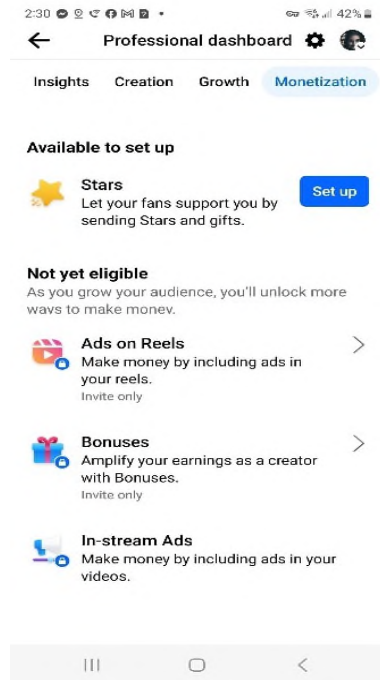 2:30
42%
Professional dashboard
Insights Creation Growth Monetization
Available to set up
Stars
Let your fans support you by
sending Stars and gifts.
Set up
Not yet eligible
As you grow your audience, you'll unlock more
ways to make money.
Ads on Reels
Make money by including ads in
your reels.
Invite only
Bonuses
Amplify your earnings as a creator
with Bonuses.
Invite only
In-stream Ads
Make money by including ads in your
videos.